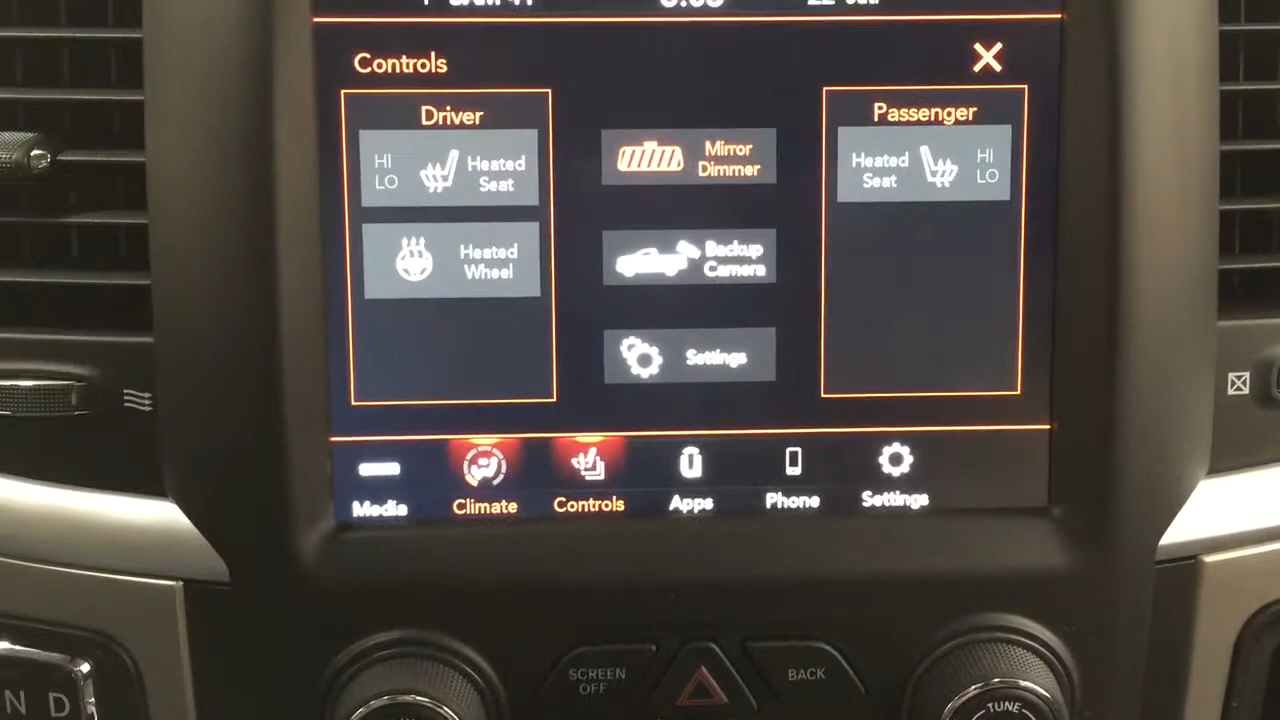 Controls
Driver
HI
LO
Heated
Seat
Heated
Wheel
Mirror
Dimmer
Backup
Camera
Settings
Passenger
Heated
Seat
HI
LO
Media
Climate
Controls
Apps
Phone
Settings
SCREEN
OFF
BACK
TUNE
N D